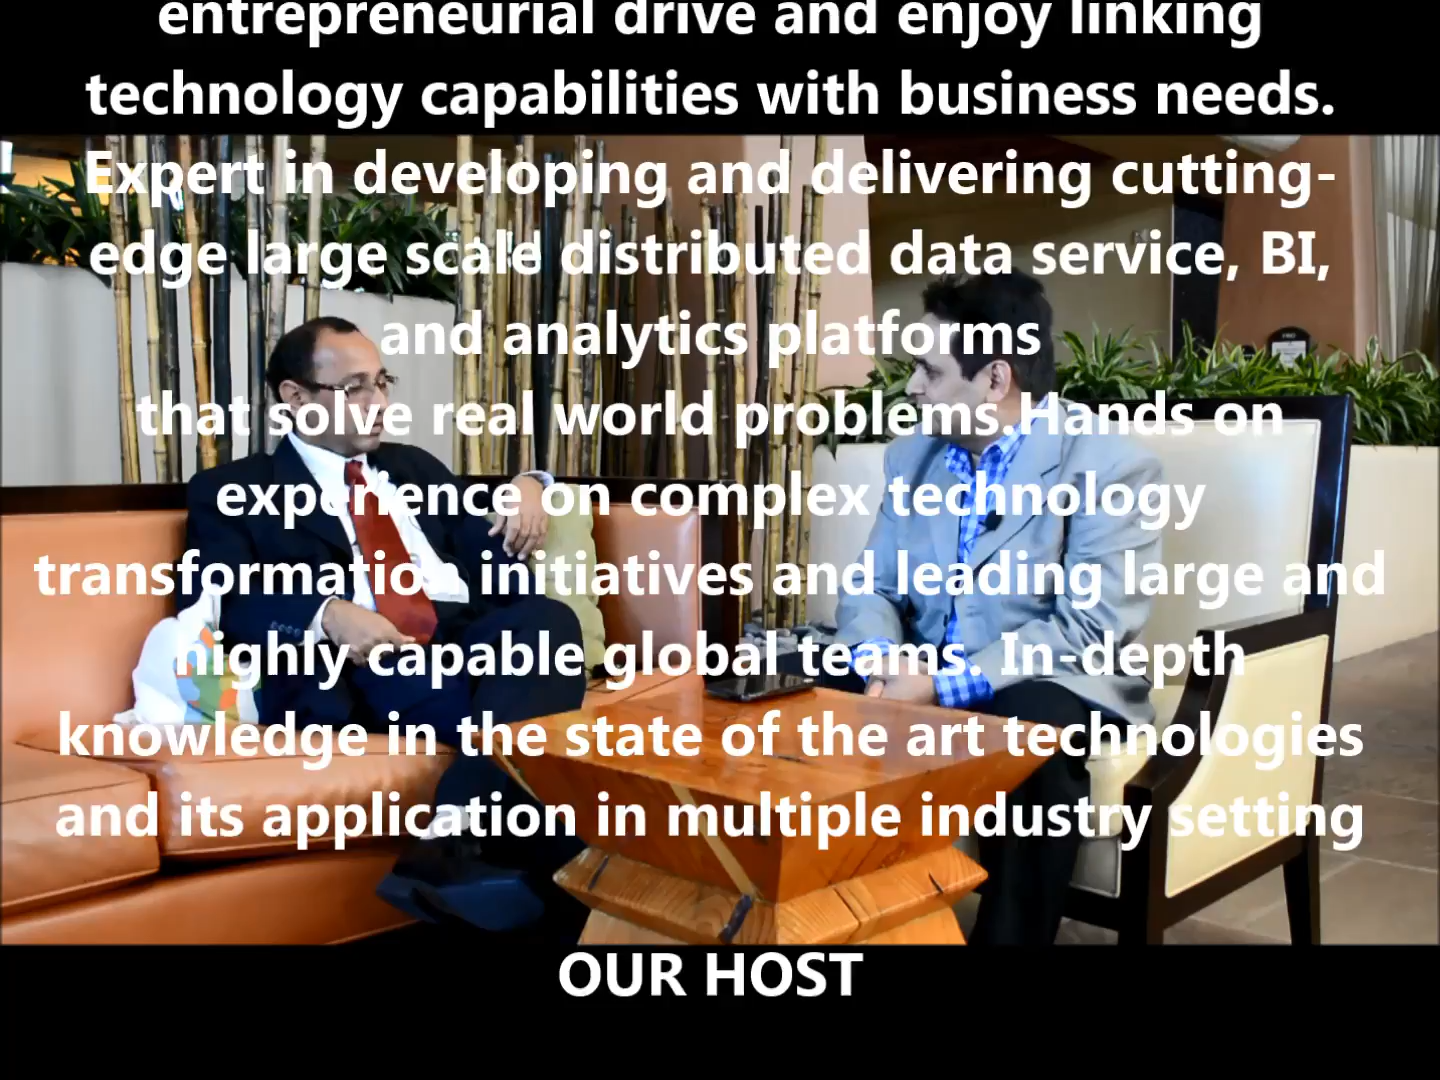 entrepreneurial drive and enjoy linking
technology capabilities with business needs.
Expert in developing and delivering cutting-
edge large scale distributed data service, BI,
and analytics platforms
that solve real world problems.Hands on
experience on complex technology
transformation initiatives and leading large and
highly capable global teams. In-depth
knowledge in the state of the art technologies
and its application in multiple industry setting
OUR HOST